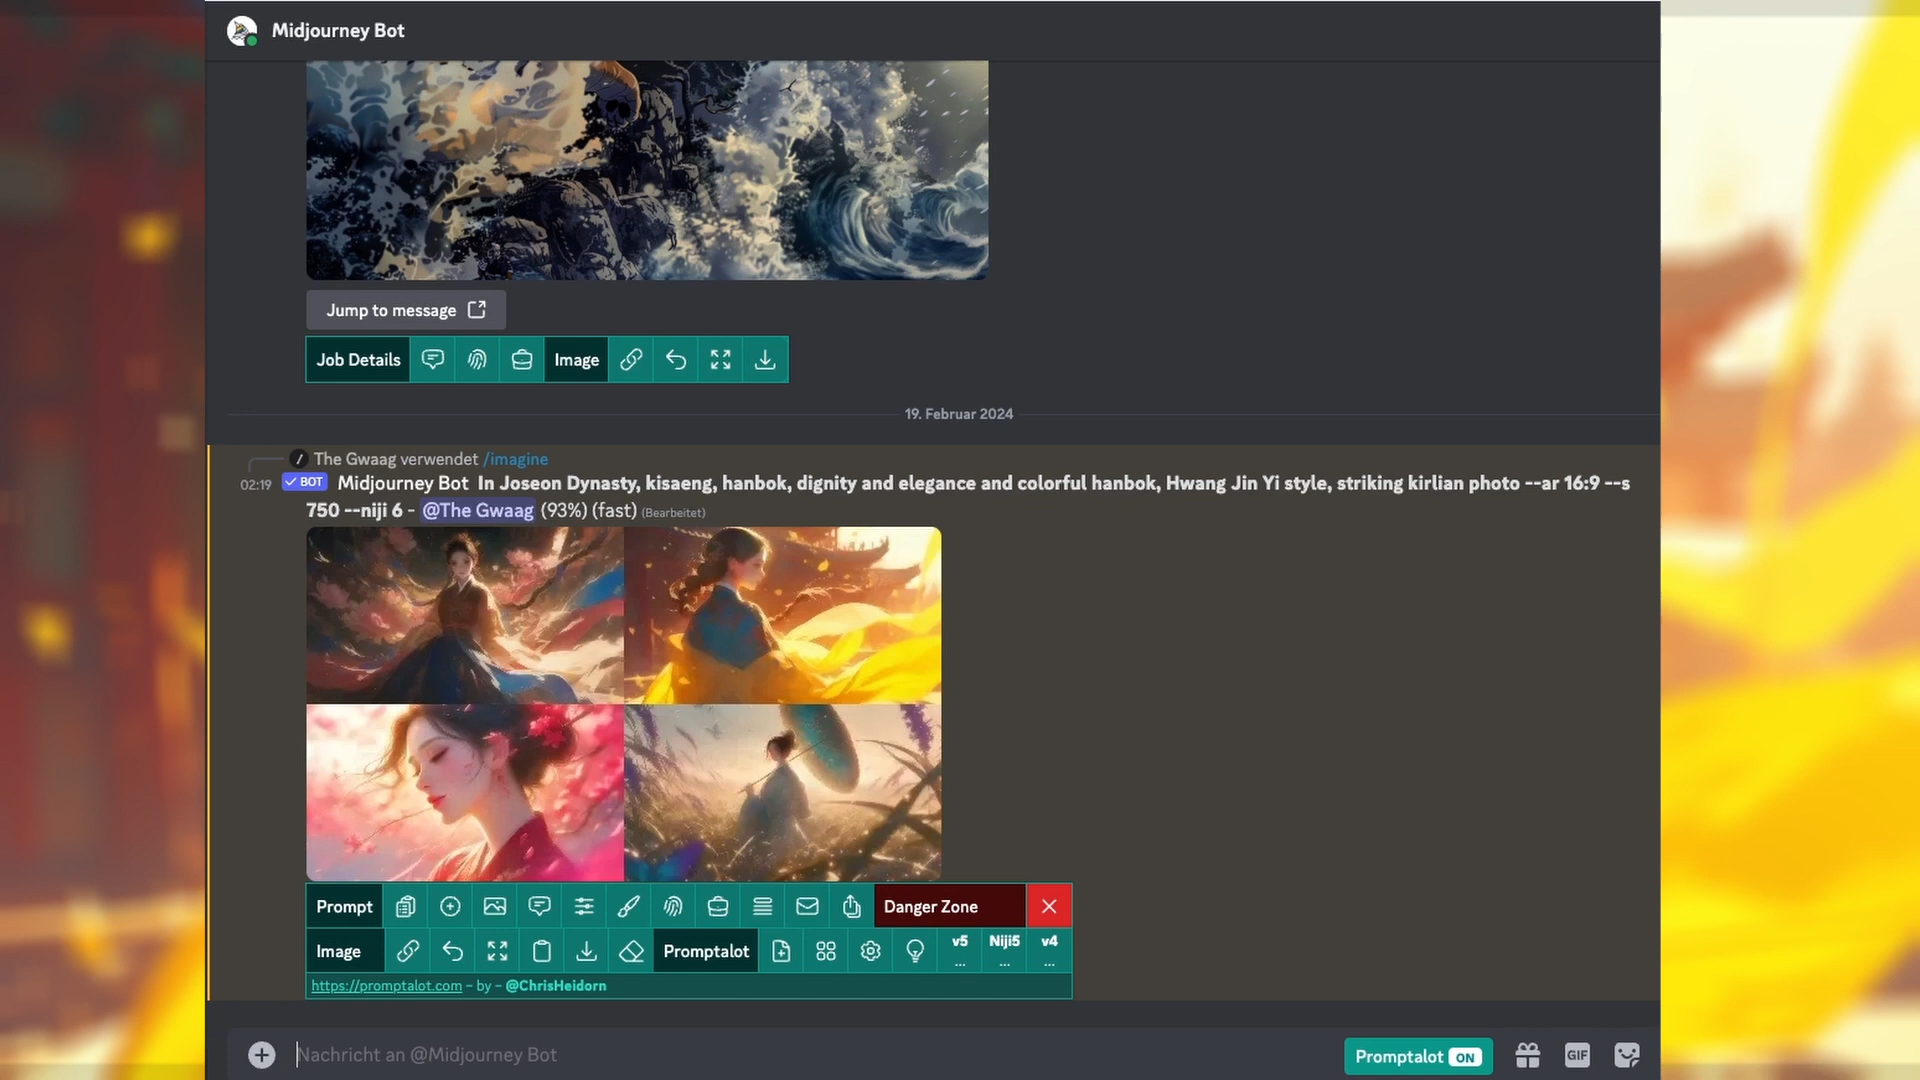 Midjourney Bot
Jump to message
Job Details Image
19. Februar 2024
The Gwaag verwendet /imagine
02:19 BOT Midjourney Bot In Joseon Dynasty, kisaeng, hanbok, dignity and elegance and colorful hanbok, Hwang Jin Yi style, striking kirlian photo --ar 16:9 --s
750 --niji 6 - @The Gwaag (93%) (fast) (Bearbeitet)
Prompt Danger Zone
Image Promptalot v5 ... Niji5 ... v4 ...
https://promptalot.com - by - @ChrisHeidorn
Nachricht an @Midjourney Bot Promptalot ON GIF